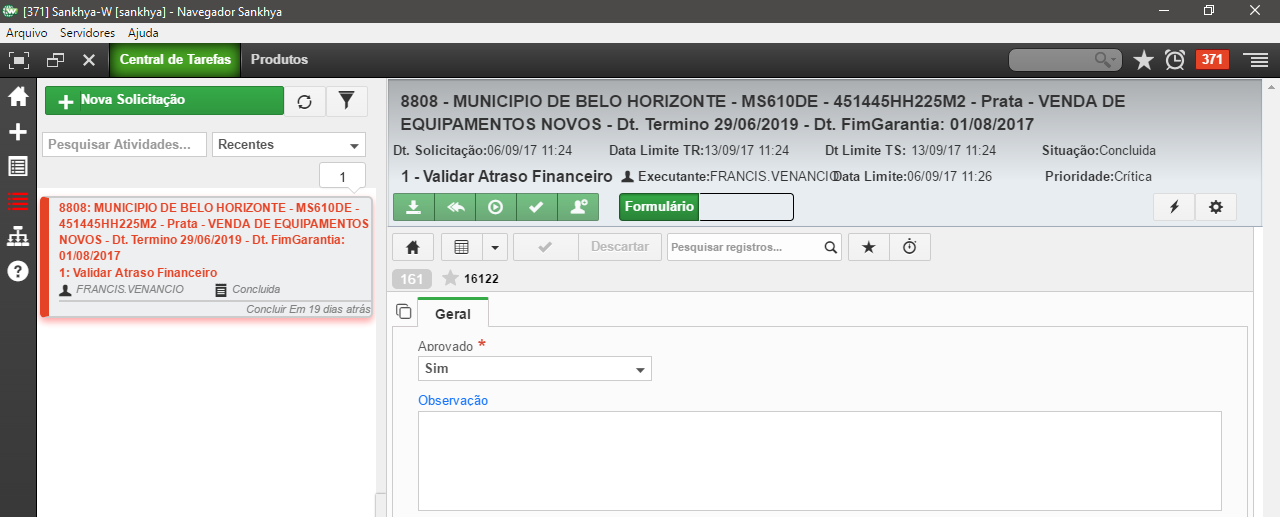 [371] Sankhya-W [sankhya] - Navegador Sankhya
Arquivo Servidores Ajuda
Central de Tarefas Produtos 371
Nova Solicitação
Pesquisar Atividades... Recentes
1
8808: MUNICIPIO DE BELO HORIZONTE - MS610DE -
451445HH225M2 - Prata - VENDA DE EQUIPAMENTOS
NOVOS - Dt. Termino 29/06/2019 - Dt. FimGarantia:
01/08/2017
1: Validar Atraso Financeiro
FRANCIS.VENANCIO Concluida
Concluir Em 19 dias atrás
8808 - MUNICIPIO DE BELO HORIZONTE - MS610DE - 451445HH225M2 - Prata - VENDA DE
EQUIPAMENTOS NOVOS - Dt. Termino 29/06/2019 - Dt. FimGarantia: 01/08/2017
Dt. Solicitação:06/09/17 11:24 Data Limite TR:13/09/17 11:24 Dt Limite TS: 13/09/17 11:24 Situação:Concluída
1 - Validar Atraso Financeiro Executante:FRANCIS.VENANCIO Data Limite:06/09/17 11:26 Prioridade:Crítica
Formulário
Descartar Pesquisar registros...
161 16122
Geral
Aprovado *
Sim
Observação